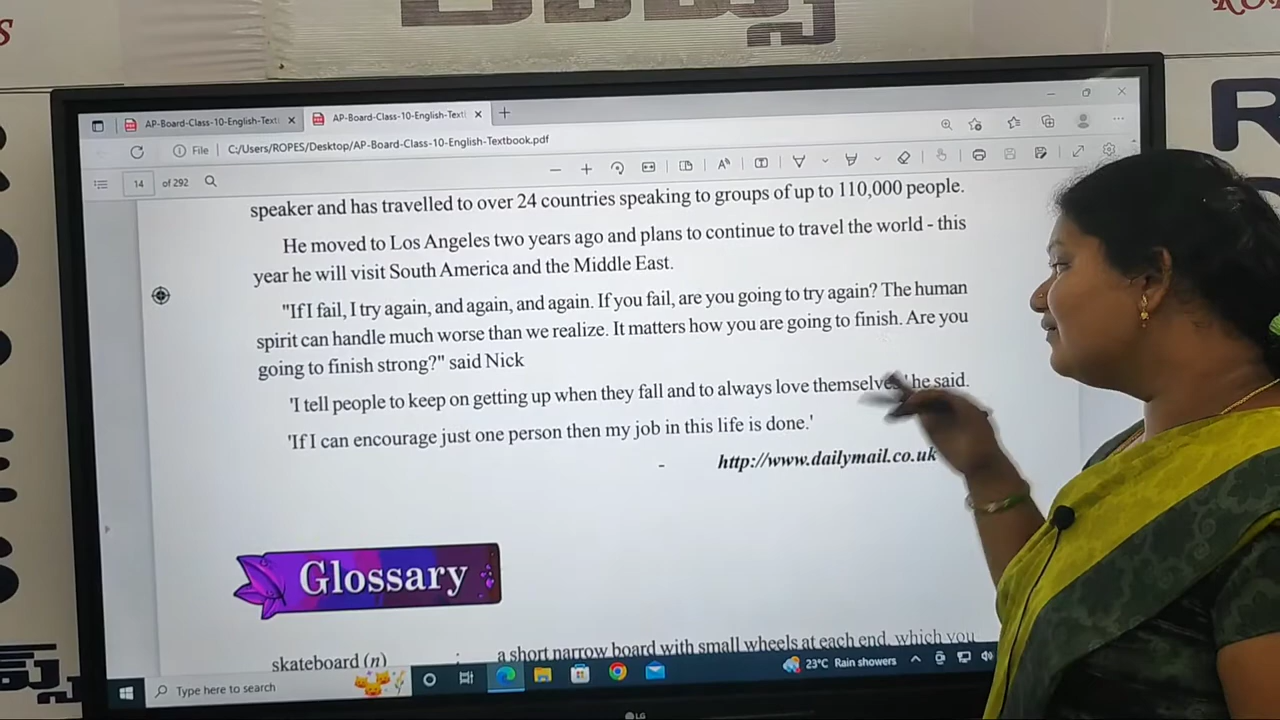 AP-Board-Class-10-English-Text
AP-Board-Class-10-English-Text
File
C:/Users/ROPES/Desktop/AP-Board-Class-10-English-Textbook.pdf
14 of 292
speaker and has travelled to over 24 countries speaking to groups of up to 110,000 people.
He moved to Los Angeles two years ago and plans to continue to travel the world - this
year he will visit South America and the Middle East.
"If I fail, I try again, and again, and again. If you fail, are you going to try again? The human
spirit can handle much worse than we realize. It matters how you are going to finish. Are you
going to finish strong?" said Nick
'I tell people to keep on getting up when they fall and to always love themselves,' he said.
'If I can encourage just one person then my job in this life is done.'
- http://www.dailymail.co.uk
Glossary
skateboard (n) : a short narrow board with small wheels at each end, which you
Type here to search
23°C Rain showers
LG